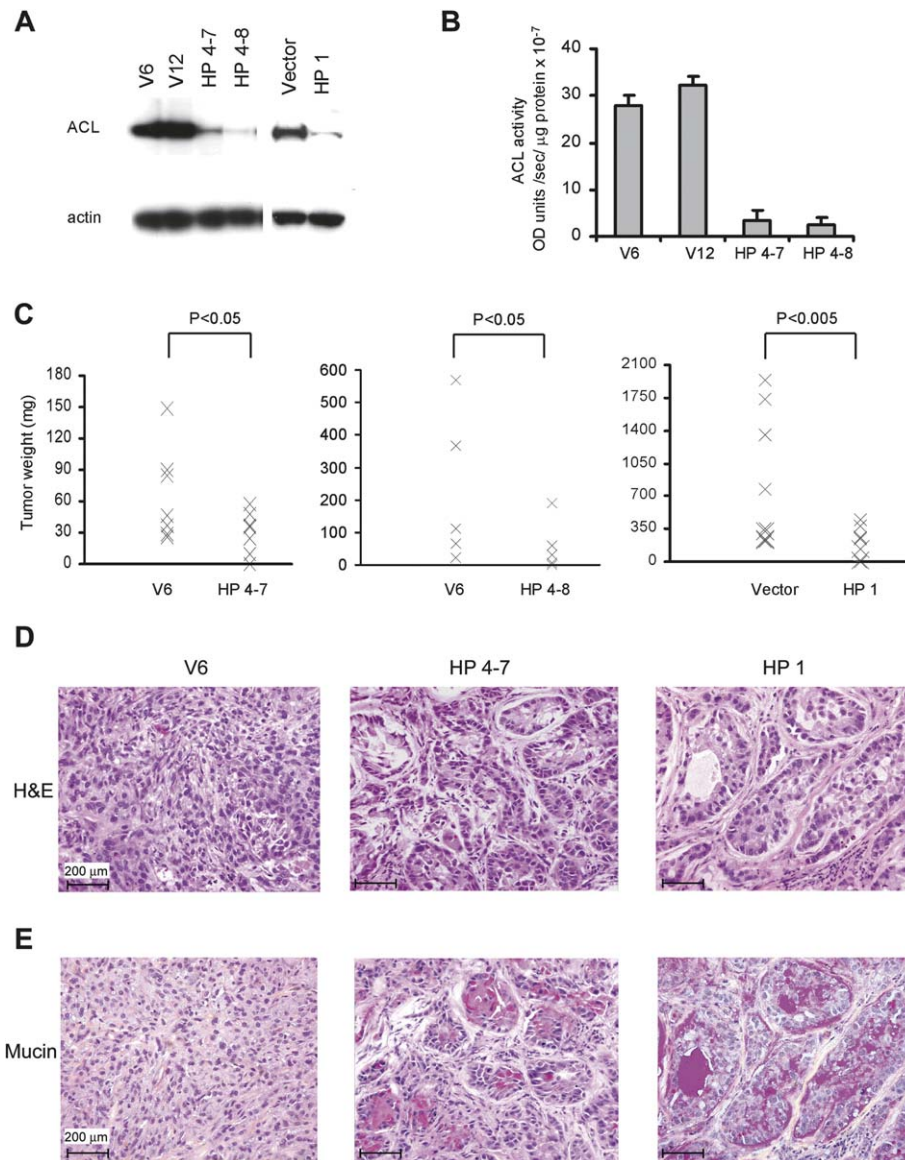 A
V6
V12
HP 4-7
HP 4-8
Vector
HP 1
ACL
actin
B
ACL activity
OD units /sec/ µg protein x 10-7
40
30
20
10
0
V6
V12
HP 4-7
HP 4-8
C
Tumor weight (mg)
P<0.05
180
150
90
60
30
0
V6
HP 4-7
P<0.05
600
500
400
300
200
100
0
V6
HP 4-8
P<0.005
2100
1750
1400
1050
700
350
0
Vector
HP 1
D
V6
HP 4-7
HP 1
H&E
200 µm
E
Mucin
200 µm